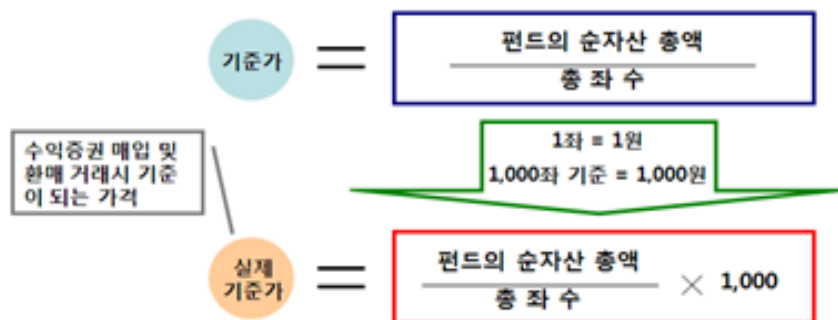 기준가
=
펀드의 순자산 총액
총 좌 수
1좌 = 1원
1,000좌 기준 = 1,000원
수익증권 매입 및
환매 거래시 기준
이 되는 가격
실제
기준가
=
펀드의 순자산 총액
총 좌 수
× 1,000